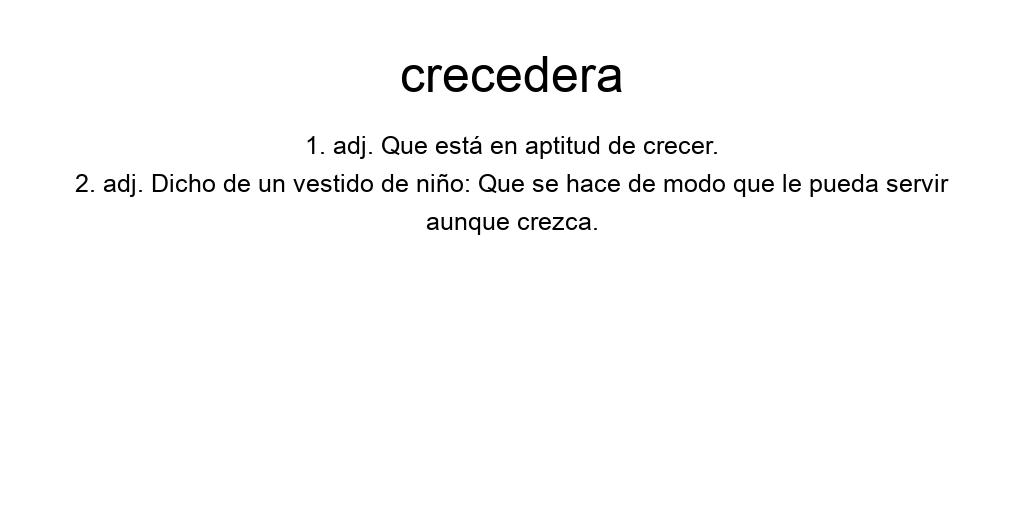 crecedera
1. adj. Que está en aptitud de crecer.
2. adj. Dicho de un vestido de niño: Que se hace de modo que le pueda servir
aunque crezca.